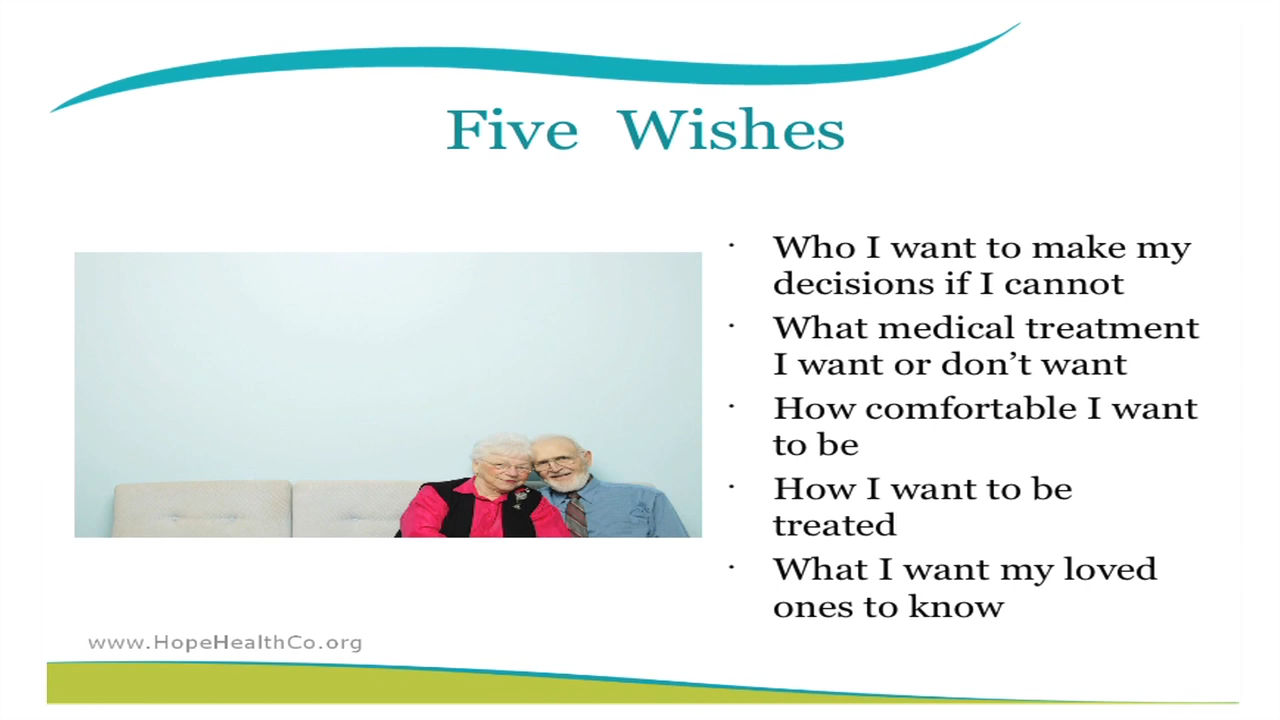 Five Wishes
· Who I want to make my
decisions if I cannot
· What medical treatment
I want or don’t want
· How comfortable I want
to be
· How I want to be
treated
· What I want my loved
ones to know
www.HopeHealthCo.org